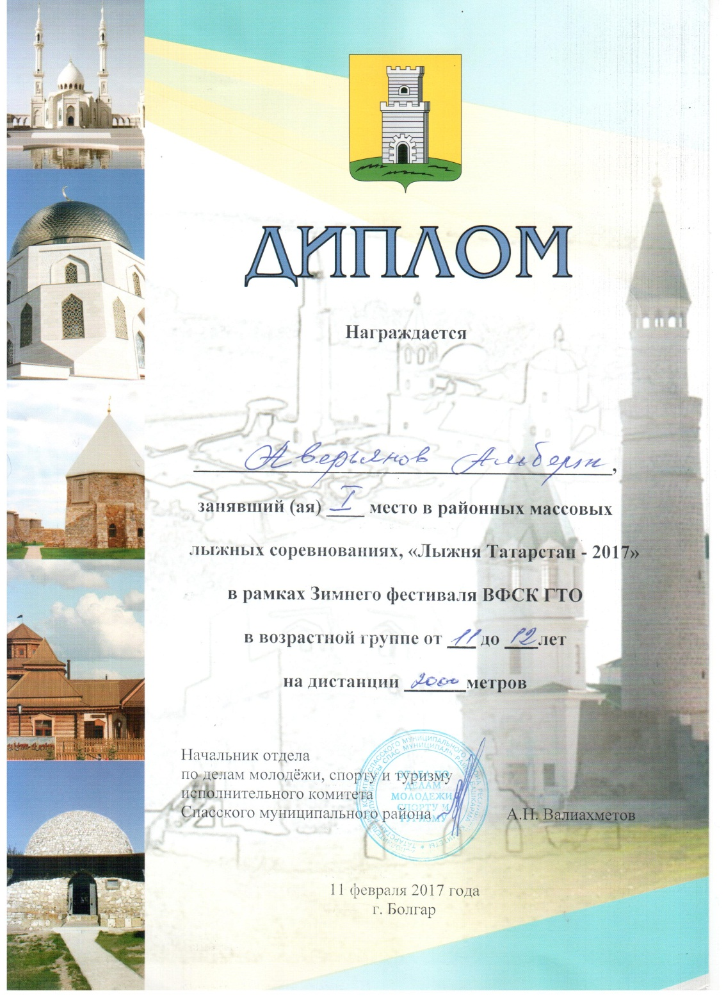 ДИПЛОМ
Награждается
Аверьянов Альберт,
занявший (ая) I место в районных массовых
лыжных соревнованиях, «Лыжня Татарстан - 2017»
в рамках Зимнего фестиваля ВФСК ГТО
в возрастной группе от 11 до 12 лет
на дистанции 2000 метров
Начальник отдела
по делам молодёжи, спорту и туризму
исполнительного комитета
Спасского муниципального района
А.Н. Валиахметов
ОТДЕЛ ПО
ДЕЛАМ
МОЛОДЕЖИ,
СПОРТУ И
ТУРИЗМУ
11 февраля 2017 года
г. Болгар